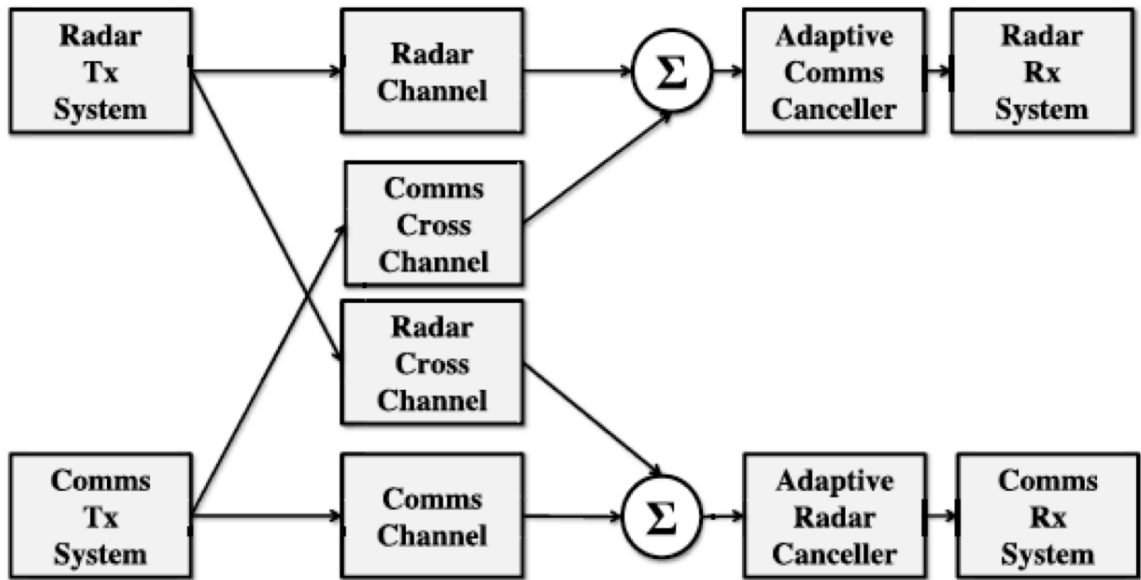 Radar
Tx
System
Radar
Channel
Σ
Adaptive
Comms
Canceller
Radar
Rx
System
Comms
Cross
Channel
Radar
Cross
Channel
Comms
Tx
System
Comms
Channel
Σ
Adaptive
Radar
Canceller
Comms
Rx
System